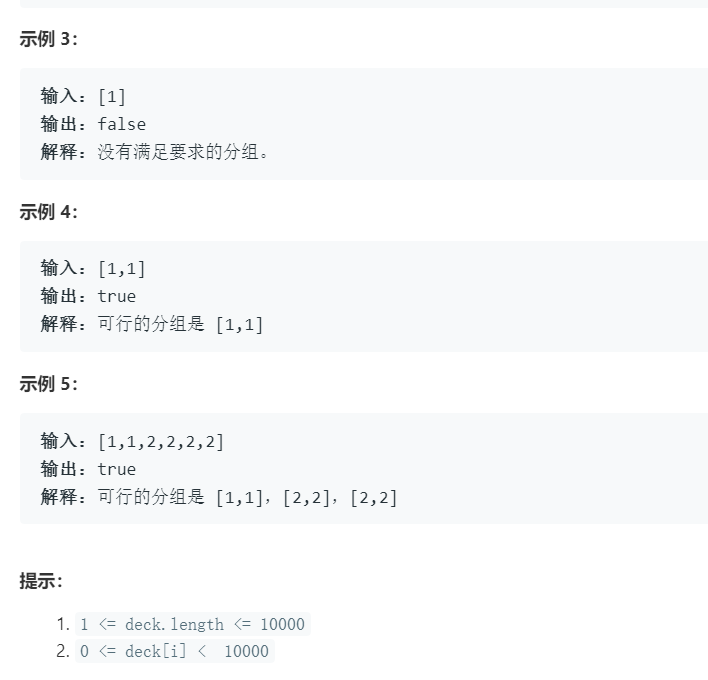 示例 3：
输入：[1]
输出：false
解释：没有满足要求的分组。
示例 4：
输入：[1,1]
输出：true
解释：可行的分组是 [1,1]
示例 5：
输入：[1,1,2,2,2,2]
输出：true
解释：可行的分组是 [1,1]，[2,2]，[2,2]
提示：
1. 1 <= deck.length <= 10000
2. 0 <= deck[i] < 10000